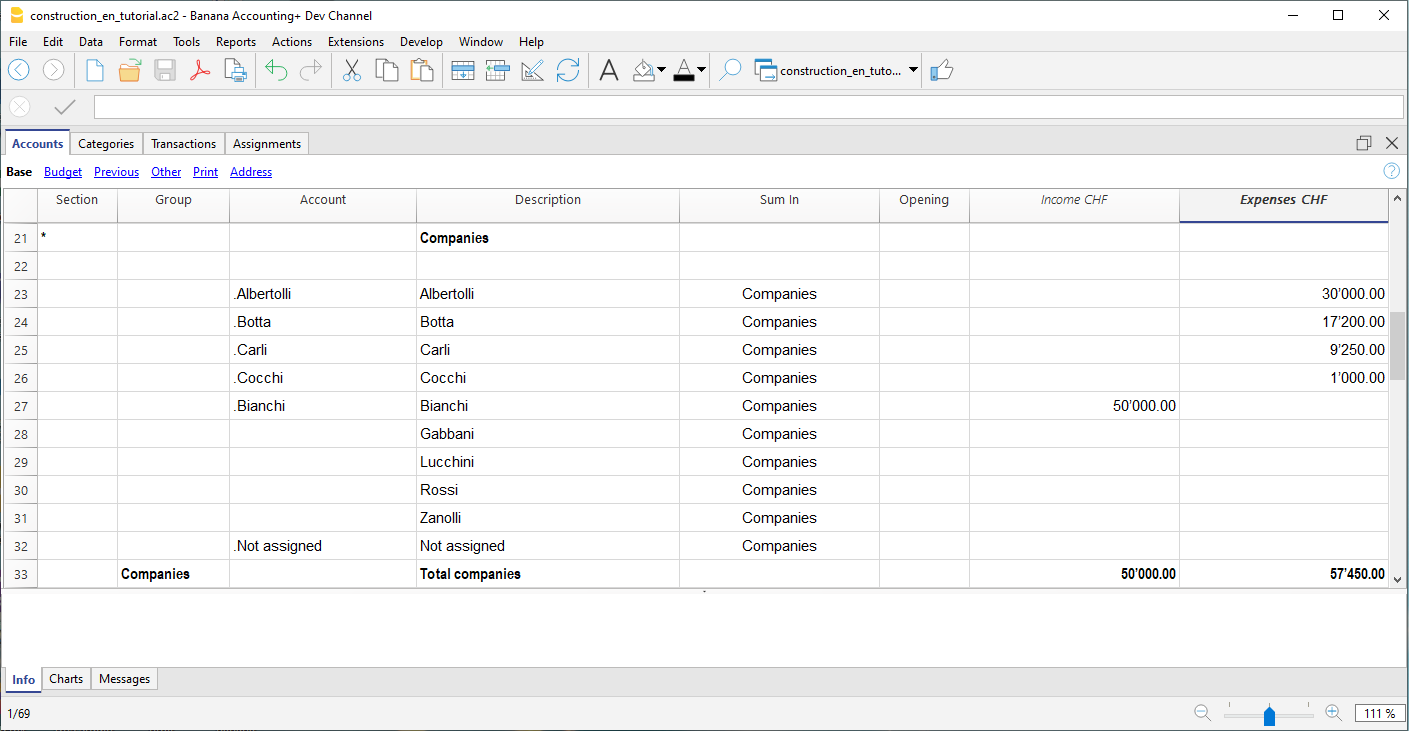 construction_en_tutorial.ac2 - Banana Accounting+ Dev Channel
File Edit Data Format Tools Reports Actions Extensions Develop Window Help
construction_en_tuto...
Accounts Categories Transactions Assignments
Base Budget Previous Other Print Address
Section Group Account Description Sum In Opening Income CHF Expenses CHF
21 * Companies
22
23 .Albertolli Albertolli Companies 30'000.00
24 .Botta Botta Companies 17'200.00
25 .Carli Carli Companies 9'250.00
26 .Cocchi Cocchi Companies 1'000.00
27 .Bianchi Bianchi Companies 50'000.00
28 Gabbani Companies
29 Lucchini Companies
30 Rossi Companies
31 Zanolli Companies
32 .Not assigned Not assigned Companies
33 Companies Total companies 50'000.00 57'450.00
Info Charts Messages
1/69 111 %